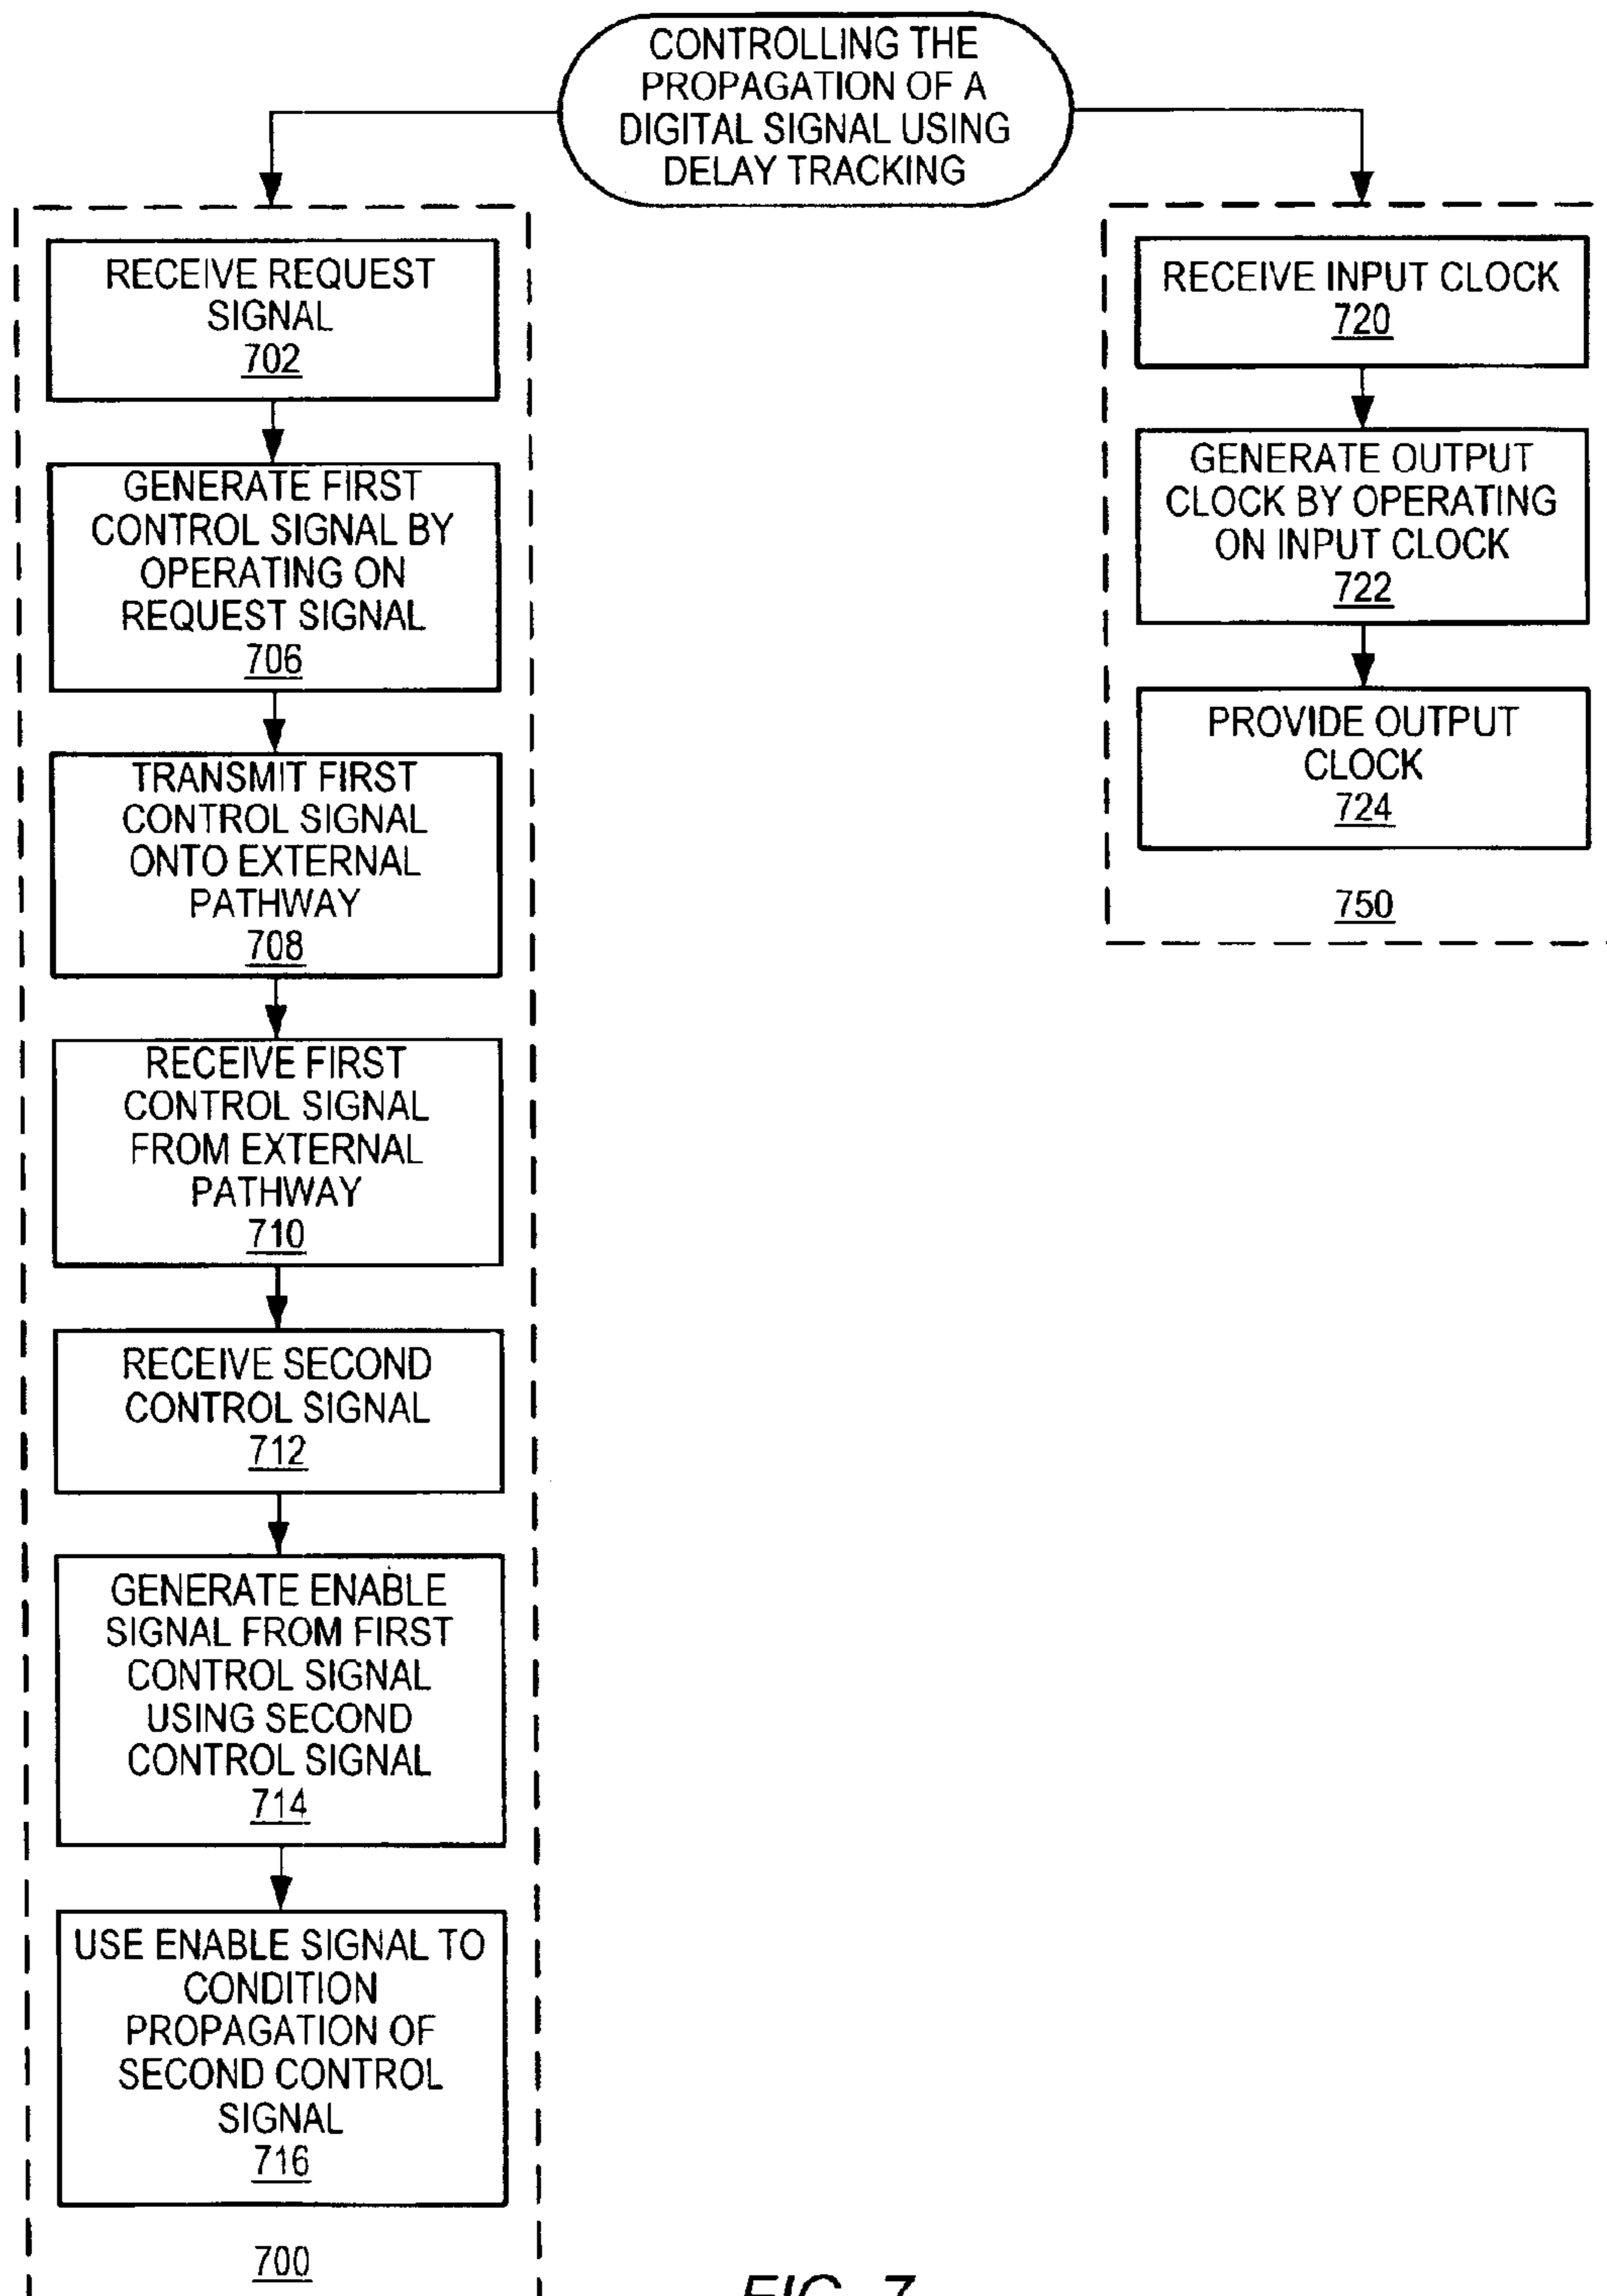 CONTROLLING THE
PROPAGATION OF A
DIGITAL SIGNAL USING
DELAY TRACKING
RECEIVE REQUEST
SIGNAL
702
GENERATE FIRST
CONTROL SIGNAL BY
OPERATING ON
REQUEST SIGNAL
706
TRANSMIT FIRST
CONTROL SIGNAL
ONTO EXTERNAL
PATHWAY
708
RECEIVE FIRST
CONTROL SIGNAL
FROM EXTERNAL
PATHWAY
710
RECEIVE SECOND
CONTROL SIGNAL
712
GENERATE ENABLE
SIGNAL FROM FIRST
CONTROL SIGNAL
USING SECOND
CONTROL SIGNAL
714
USE ENABLE SIGNAL TO
CONDITION
PROPAGATION OF
SECOND CONTROL
SIGNAL
716
700
RECEIVE INPUT CLOCK
720
GENERATE OUTPUT
CLOCK BY OPERATING
ON INPUT CLOCK
722
PROVIDE OUTPUT
CLOCK
724
750
FIG. 7